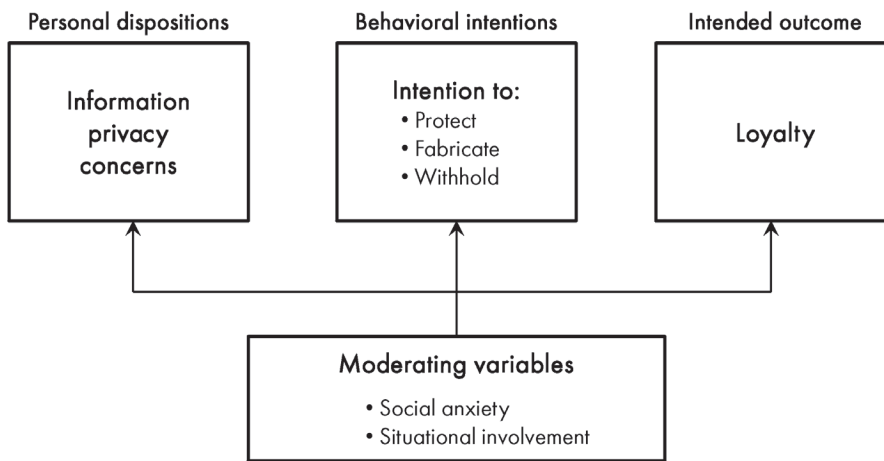 Personal dispositions
Behavioral intentions
Intended outcome
Information
privacy
concerns
Intention to:
• Protect
• Fabricate
• Withhold
Loyalty
Moderating variables
• Social anxiety
• Situational involvement